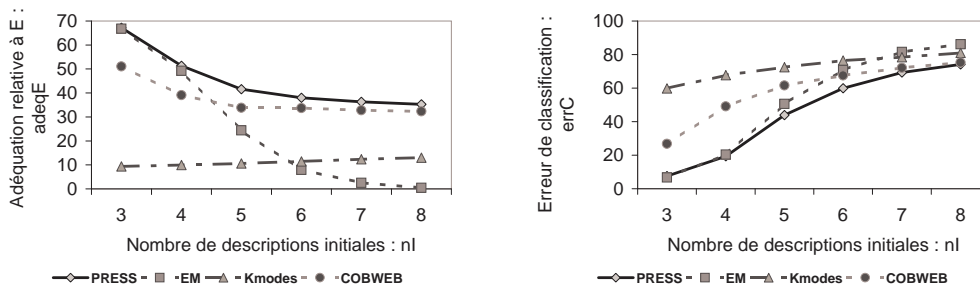 Adéquation relative à E :
adeqE
70
60
50
40
30
20
10
0
3 4 5 6 7 8
Nombre de descriptions initiales : nI
PRESS EM Kmodes COBWEB
Erreur de classification :
errC
100
80
60
40
20
0
3 4 5 6 7 8
Nombre de descriptions initiales : nI
PRESS EM Kmodes COBWEB